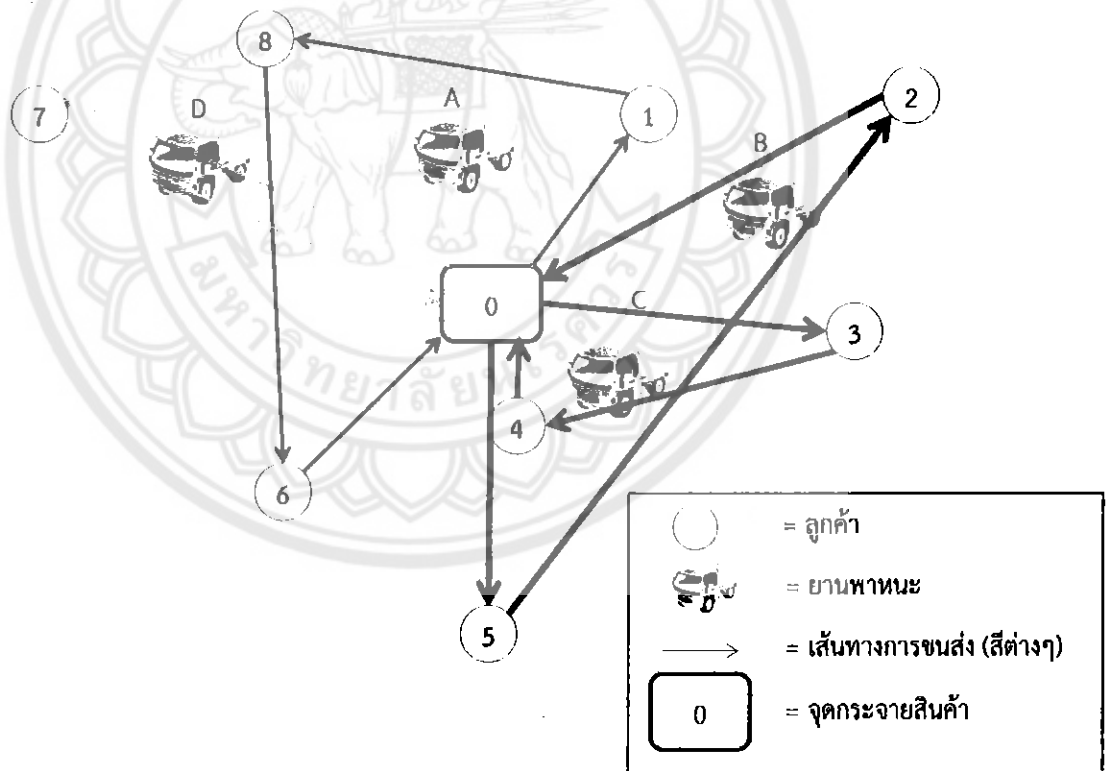 8
7
D
A
1
2
B
0
C
3
4
6
5
= ลูกค้า
= ยานพาหนะ
= เส้นทางการขนส่ง (สีต่างๆ)
0
= จุดกระจายสินค้า